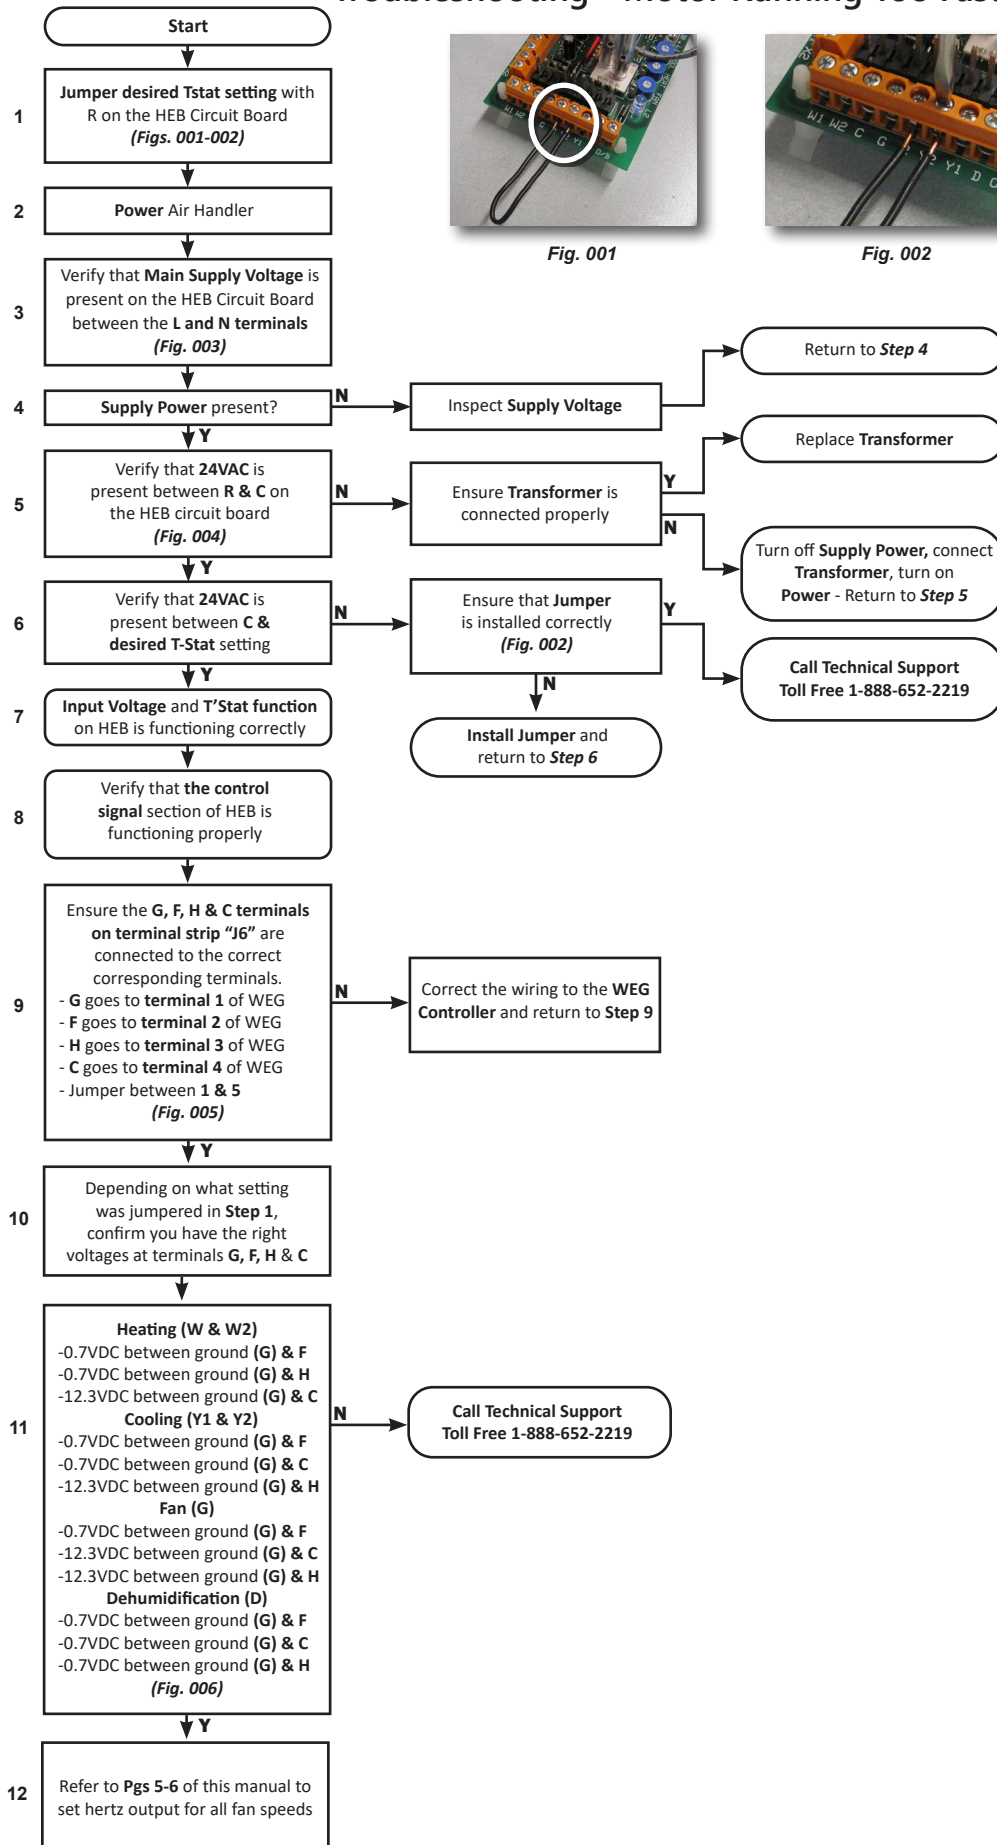 Troubleshooting - Motor Running Too Fast
Start
1
Jumper desired Tstat setting with
R on the HEB Circuit Board
(Figs. 001-002)
2
Power Air Handler
3
Verify that Main Supply Voltage is
present on the HEB Circuit Board
between the L and N terminals
(Fig. 003)
W1 W2 G Y1 O/B
HEAT FAN
Fig. 001
W1 W2 C G Y1 D
Fig. 002
4
Supply Power present?
N
Inspect Supply Voltage
Return to Step 4
Y
5
Verify that 24VAC is
present between R & C on
the HEB circuit board
(Fig. 004)
N
Ensure Transformer is
connected properly
Y
Replace Transformer
N
Turn off Supply Power, connect
Transformer, turn on
Power - Return to Step 5
Y
6
Verify that 24VAC is
present between C &
desired T-Stat setting
N
Ensure that Jumper
is installed correctly
(Fig. 002)
Y
Call Technical Support
Toll Free 1-888-652-2219
N
Install Jumper and
return to Step 6
Y
7
Input Voltage and T'Stat function
on HEB is functioning correctly
8
Verify that the control
signal section of HEB is
functioning properly
9
Ensure the G, F, H & C terminals
on terminal strip "J6" are
connected to the correct
corresponding terminals.
- G goes to terminal 1 of WEG
- F goes to terminal 2 of WEG
- H goes to terminal 3 of WEG
- C goes to terminal 4 of WEG
- Jumper between 1 & 5
(Fig. 005)
N
Correct the wiring to the WEG
Controller and return to Step 9
Y
10
Depending on what setting
was jumpered in Step 1,
confirm you have the right
voltages at terminals G, F, H & C
11
Heating (W & W2)
-0.7VDC between ground (G) & F
-0.7VDC between ground (G) & H
-12.3VDC between ground (G) & C
Cooling (Y1 & Y2)
-0.7VDC between ground (G) & F
-0.7VDC between ground (G) & C
-12.3VDC between ground (G) & H
Fan (G)
-0.7VDC between ground (G) & F
-12.3VDC between ground (G) & C
-12.3VDC between ground (G) & H
Dehumidification (D)
-0.7VDC between ground (G) & F
-0.7VDC between ground (G) & C
-0.7VDC between ground (G) & H
(Fig. 006)
N
Call Technical Support
Toll Free 1-888-652-2219
Y
12
Refer to Pgs 5-6 of this manual to
set hertz output for all fan speeds